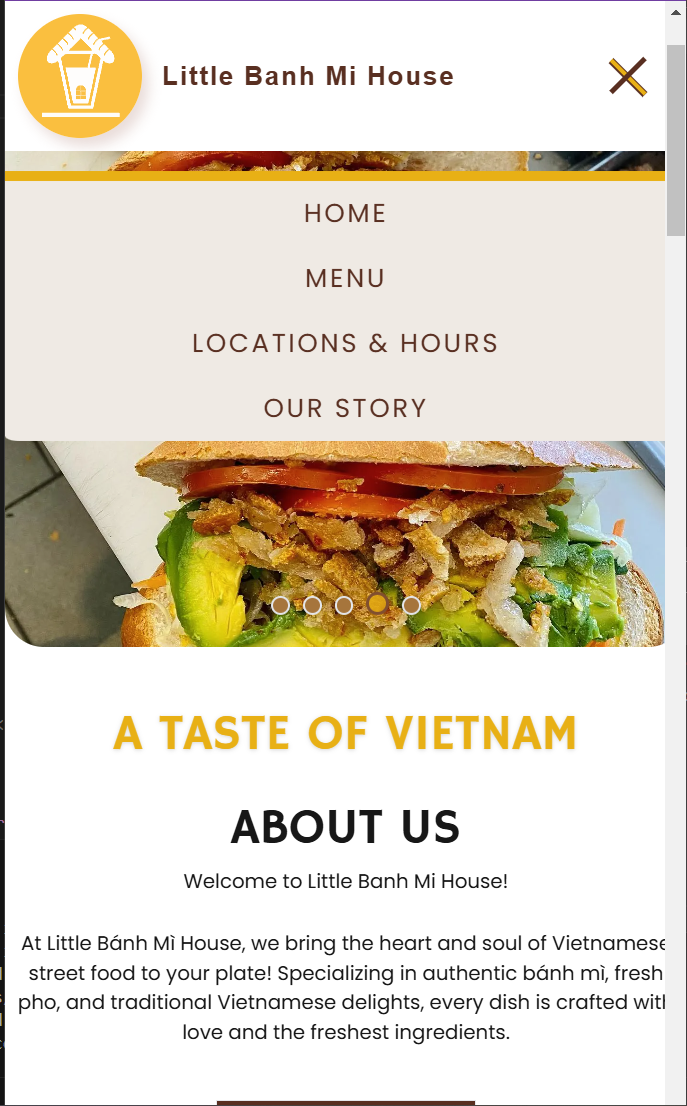 Little Banh Mi House
HOME
MENU
LOCATIONS & HOURS
OUR STORY
A TASTE OF VIETNAM
ABOUT US
Welcome to Little Banh Mi House!
At Little Bánh Mì House, we bring the heart and soul of Vietnamese
street food to your plate! Specializing in authentic bánh mì, fresh
pho, and traditional Vietnamese delights, every dish is crafted with
love and the freshest ingredients.